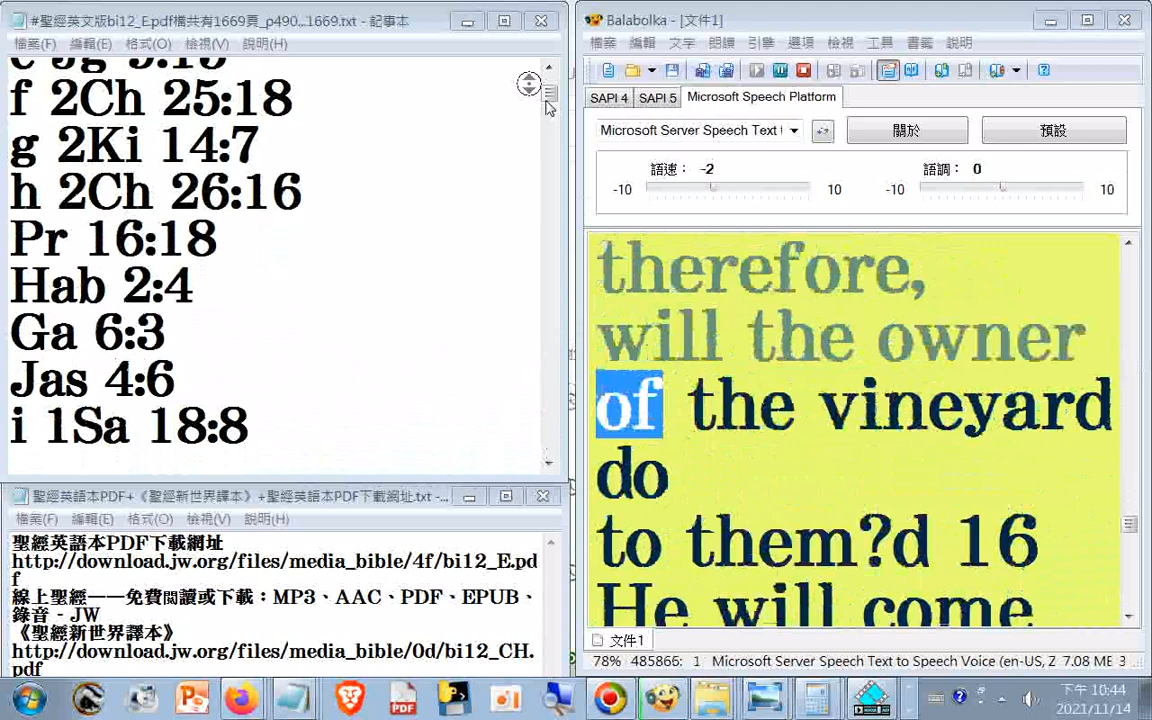 #聖經英文版bi12_E.pdf檔共有1669頁_p490...1669.txt - 記事本
檔案(F) 編輯(E) 格式(O) 檢視(V) 說明(H)
f 2Ch 25:18
g 2Ki 14:7
h 2Ch 26:16
Pr 16:18
Hab 2:4
Ga 6:3
Jas 4:6
i 1Sa 18:8
聖經英語本PDF+《聖經新世界譯本》+聖經英語本PDF下載網址.txt -...
檔案(F) 編輯(E) 格式(O) 檢視(V) 說明(H)
聖經英語本PDF下載網址
http://download.jw.org/files/media_bible/4f/bi12_E.pd
f
線上聖經——免費閱讀或下載：MP3、AAC、PDF、EPUB、
錄音 - JW
《聖經新世界譯本》
http://download.jw.org/files/media_bible/0d/bi12_CH.
pdf
Balabolka - [文件1]
檔案 編輯 文字 朗讀 引擎 選項 檢視 工具 書籤 說明
SAPI 4 SAPI 5 Microsoft Speech Platform
Microsoft Server Speech Text 關於 預設
語速： -2 語調： 0
-10 10 -10 10
therefore,
will the owner
of the vineyard
do
to them?d 16
He will come
文件1
78% 485865: 1 Microsoft Server Speech Text to Speech Voice (en-US, Z 7.08 ME 3
下午 10:44
2021/11/14